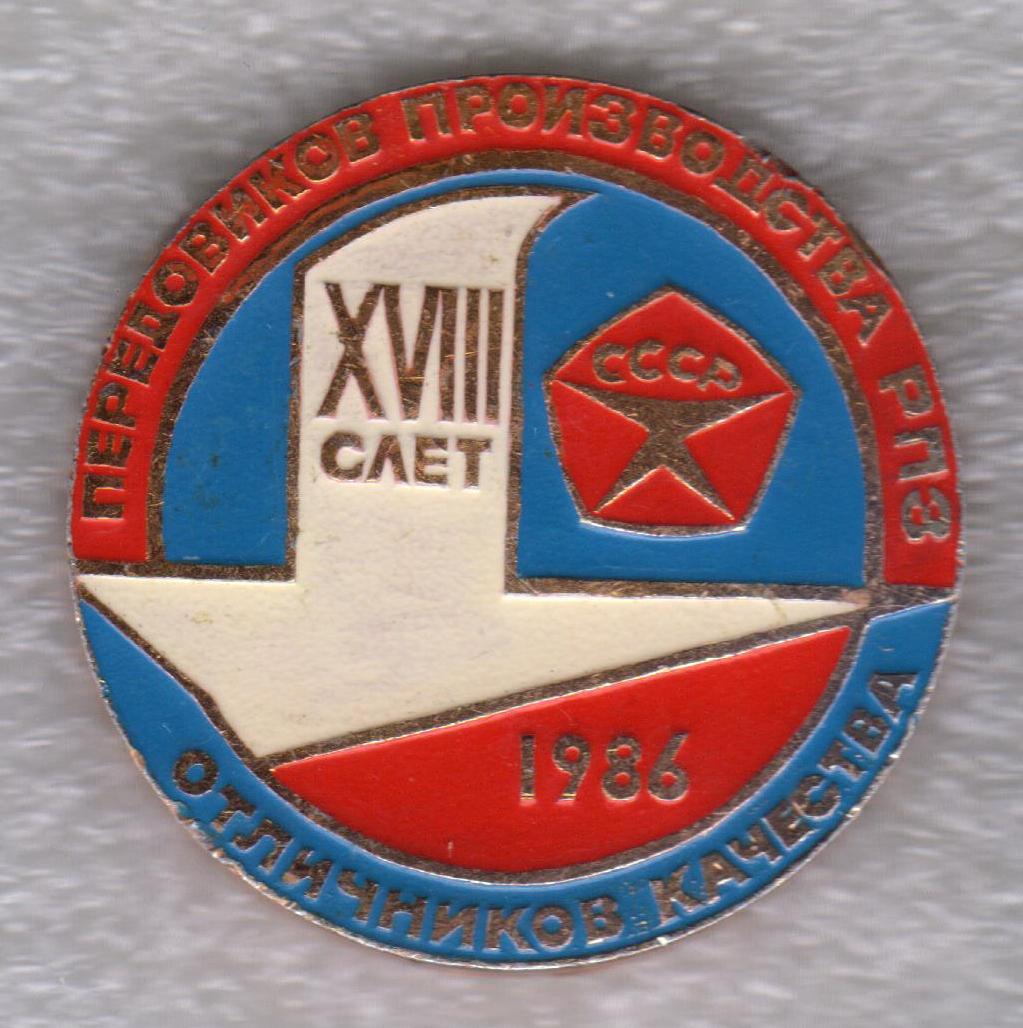 ПЕРЕДОВИКОВ ПРОИЗВОДСТВА РПЗ
XVIII
СЛЕТ
СССР
1986
ОТЛИЧНИКОВ КАЧЕСТВА